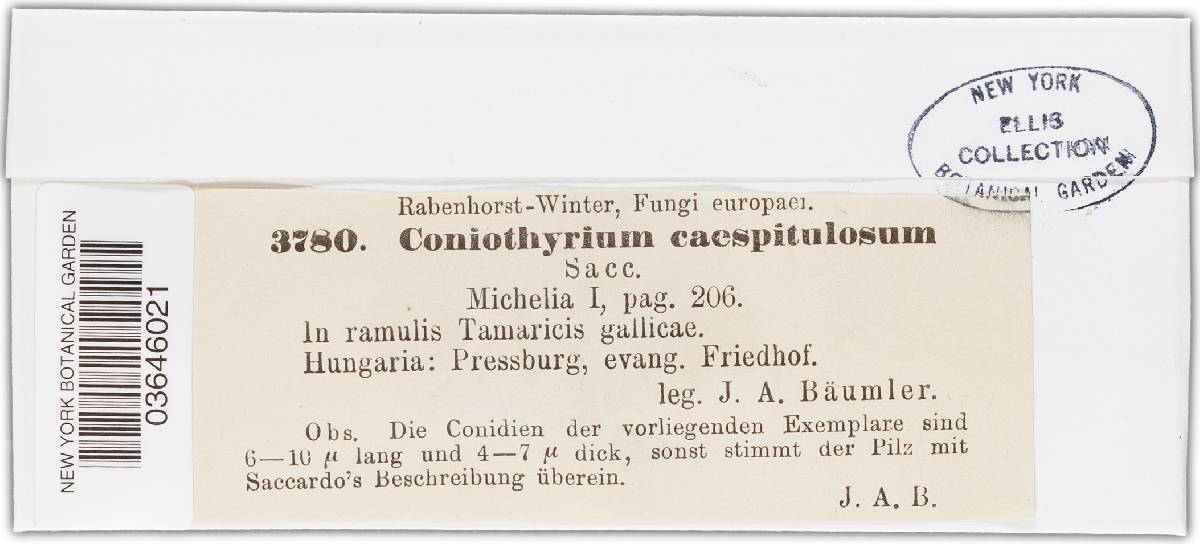 NEW YORK
ELLIS
COLLECTION
BOTANICAL GARDEN
NEW YORK BOTANICAL GARDEN
03646021
Rabenhorst-Winter, Fungi europaei.
3780. Coniothyrium caespitulosum
Sacc.
Michelia I, pag. 206.
In ramulis Tamaricis gallicae.
Hungaria: Pressburg, evang. Friedhof.
leg. J. A. Bäumler.
Obs. Die Conidien der vorliegenden Exemplare sind
6—10 μ lang und 4—7 μ dick, sonst stimmt der Pilz mit
Saccardo's Beschreibung überein.
J. A. B.